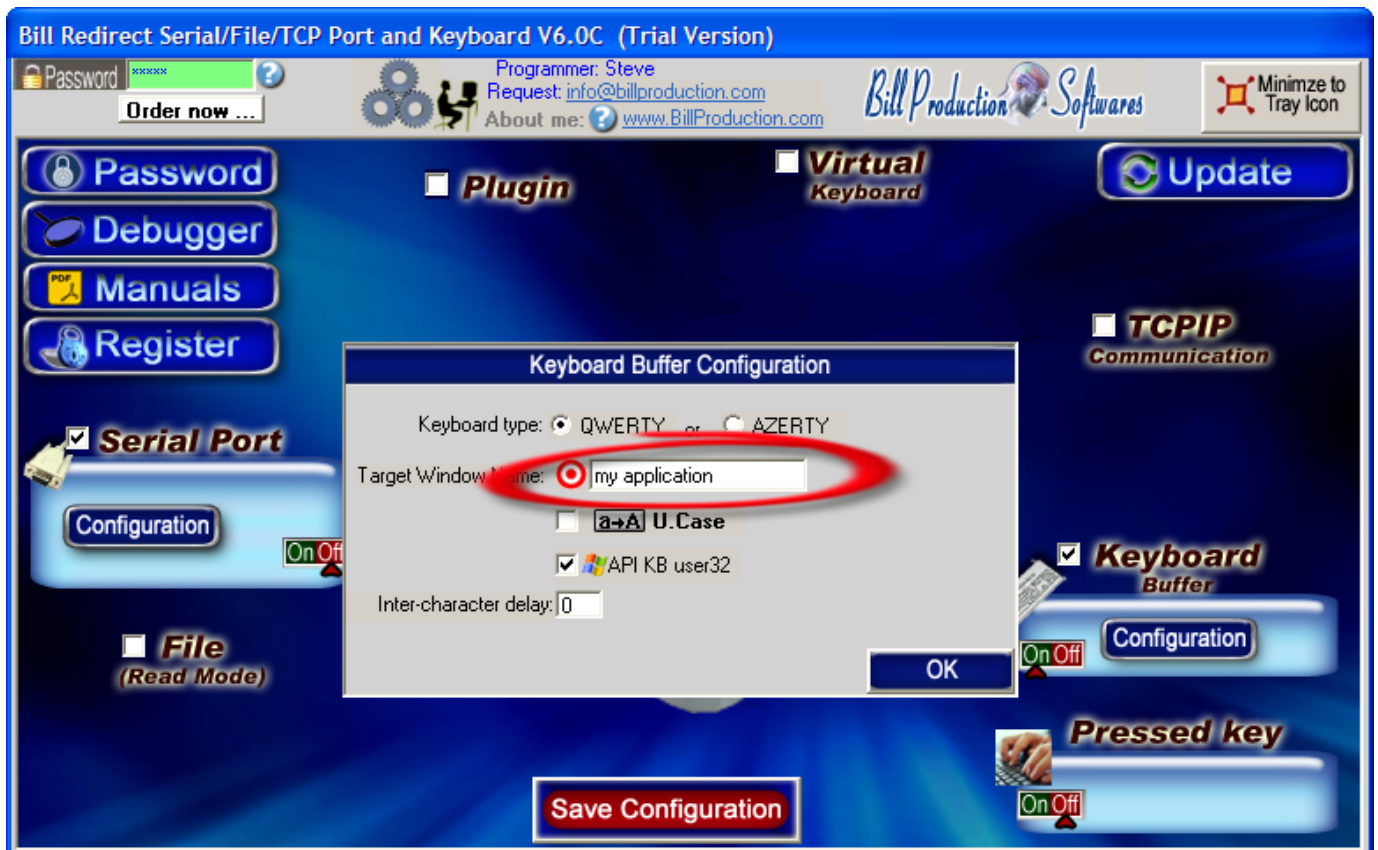 Bill Redirect Serial/File/TCP Port and Keyboard V6.0C (Trial Version)
Password *****
Order now ...
Programmer: Steve
Request: info@billproduction.com
About me: www.BillProduction.com
Bill Production Softwares
Minimze to
Tray Icon
Password
Plugin
Virtual
Keyboard
Update
Debugger
PDF
Manuals
Register
TCPIP
Communication
Keyboard Buffer Configuration
Keyboard type: QWERTY or AZERTY
Target Window Name: my application
a→A U.Case
API KB user32
Inter-character delay: 0
OK
Serial Port
Configuration
On Off
File
(Read Mode)
Keyboard
Buffer
Configuration
On Off
Pressed key
On Off
Save Configuration